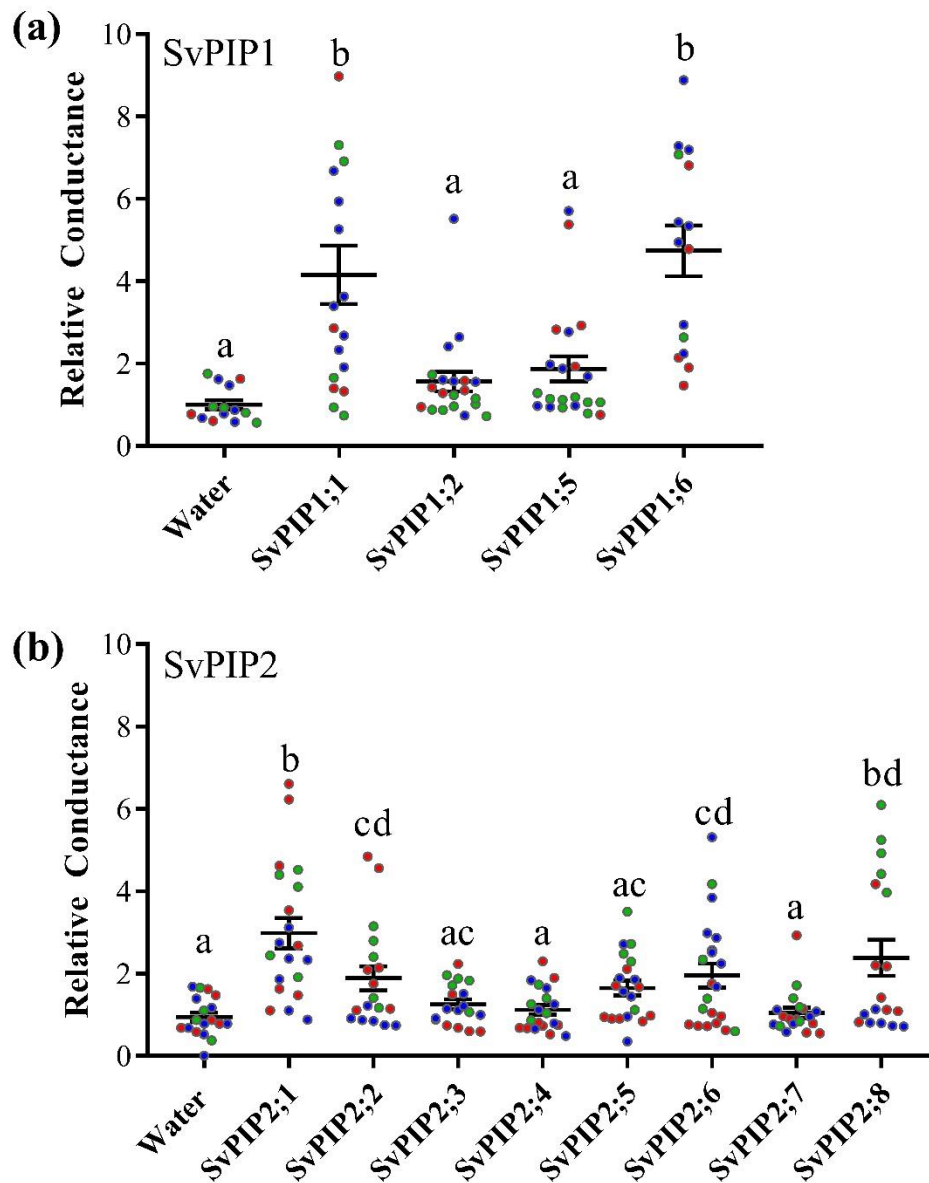 (a)
SvPIP1
Relative Conductance
10
8
6
4
2
0
a
b
a
a
b
Water
SvPIP1;1
SvPIP1;2
SvPIP1;5
SvPIP1;6
(b)
SvPIP2
Relative Conductance
10
8
6
4
2
0
a
b
cd
ac
a
ac
cd
a
bd
Water
SvPIP2;1
SvPIP2;2
SvPIP2;3
SvPIP2;4
SvPIP2;5
SvPIP2;6
SvPIP2;7
SvPIP2;8